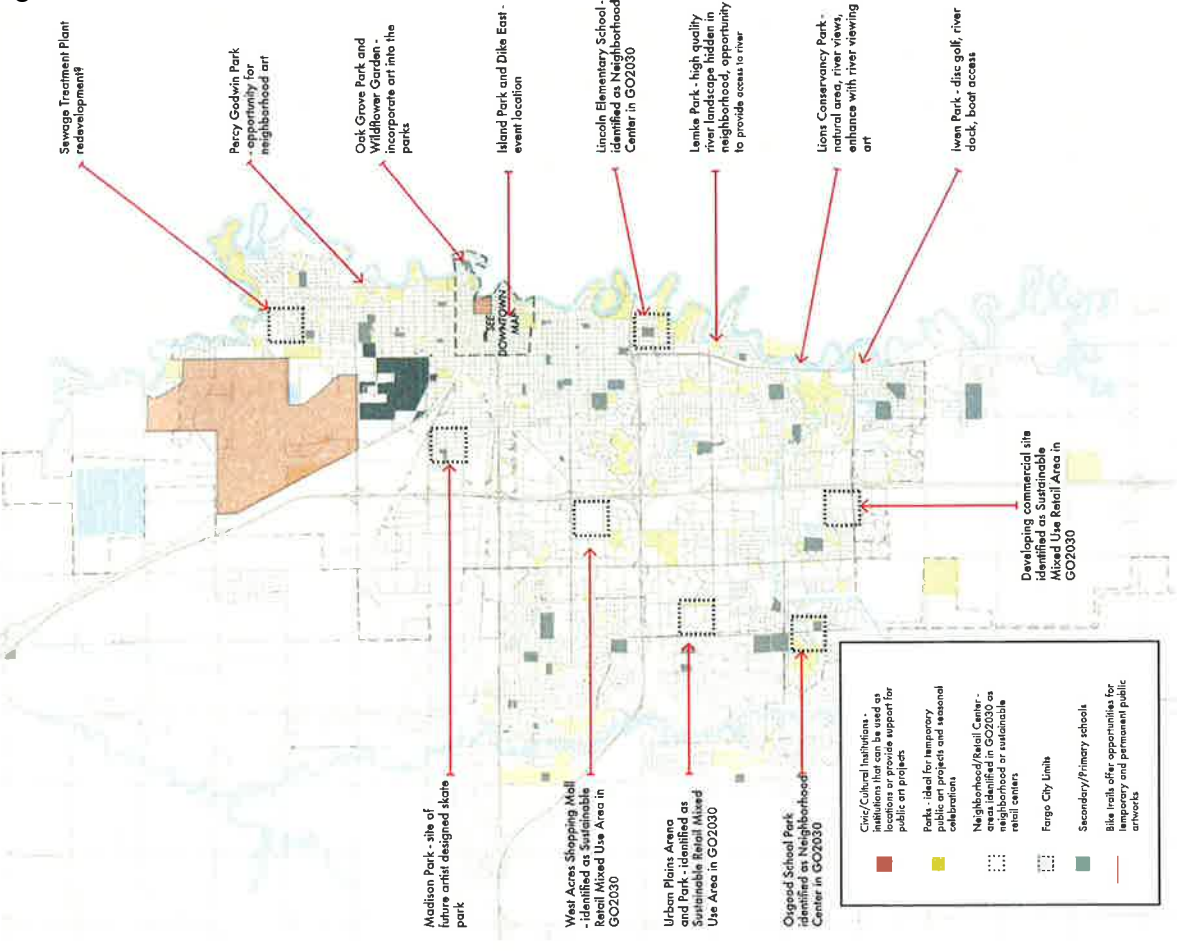 Sewage Treatment Plant
redevelopment?
Percy Godwin Park
- opportunity for
neighborhood art
Oak Grove Park and
Wildflower Garden -
incorporate art into the
parks
Island Park and Dike East -
event location
Lincoln Elementary School -
identified as Neighborhood
Center in GO2030
Lemke Park - high quality
river landscape hidden in
neighborhood, opportunity
to provide access to river
Lions Conservancy Park -
natural area, river views,
enhance with river viewing
art
Iwen Park - disc golf, river
dock, boat access
SEE
DOWNTOWN
MAP
Madison Park - site of
future artist designed skate
park
West Acres Shopping Mall
- identified as Sustainable
Retail Mixed Use Area in
GO2030
Urban Plains Arena
and Park - identified as
Sustainable Retail Mixed
Use Area in GO2030
Osgood School Park
identified as Neighborhood
Center in GO2030
Developing commercial site
identified as Sustainable
Mixed Use Retail Area in
GO2030
Civic/Cultural Institutions -
institutions that can be used as
locations or provide support for
public art projects
Parks - ideal for temporary
public art projects and seasonal
celebrations
Neighborhood/Retail Center -
areas identified in GO2030 as
neighborhood or sustainable
retail centers
Fargo City Limits
Secondary/Primary schools
Bike trails offer opportunities for
temporary and permanent public
artworks